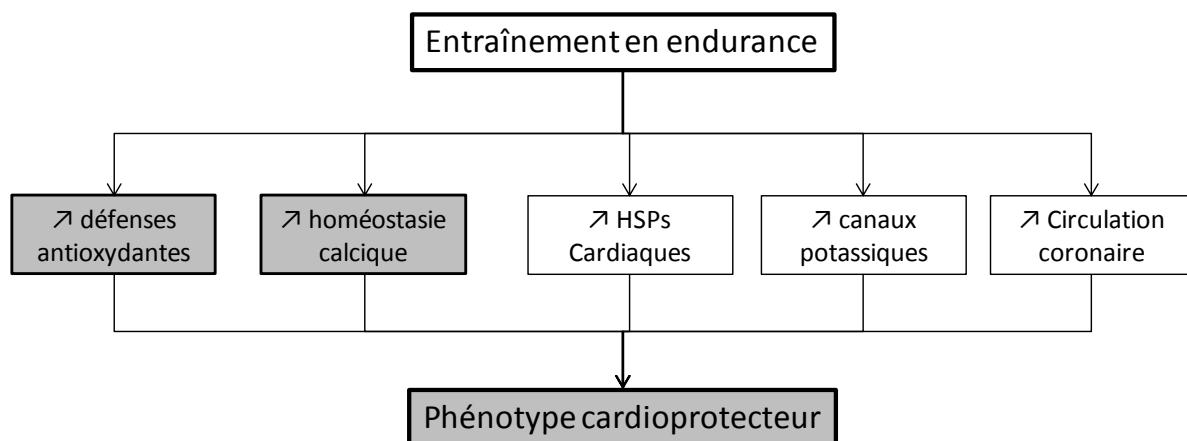 Entraînement en endurance
↗ défenses
antioxydantes
↗ homéostasie
calcique
↗ HSPs
Cardiaques
↗ canaux
potassiques
↗ Circulation
coronaire
Phénotype cardioprotecteur